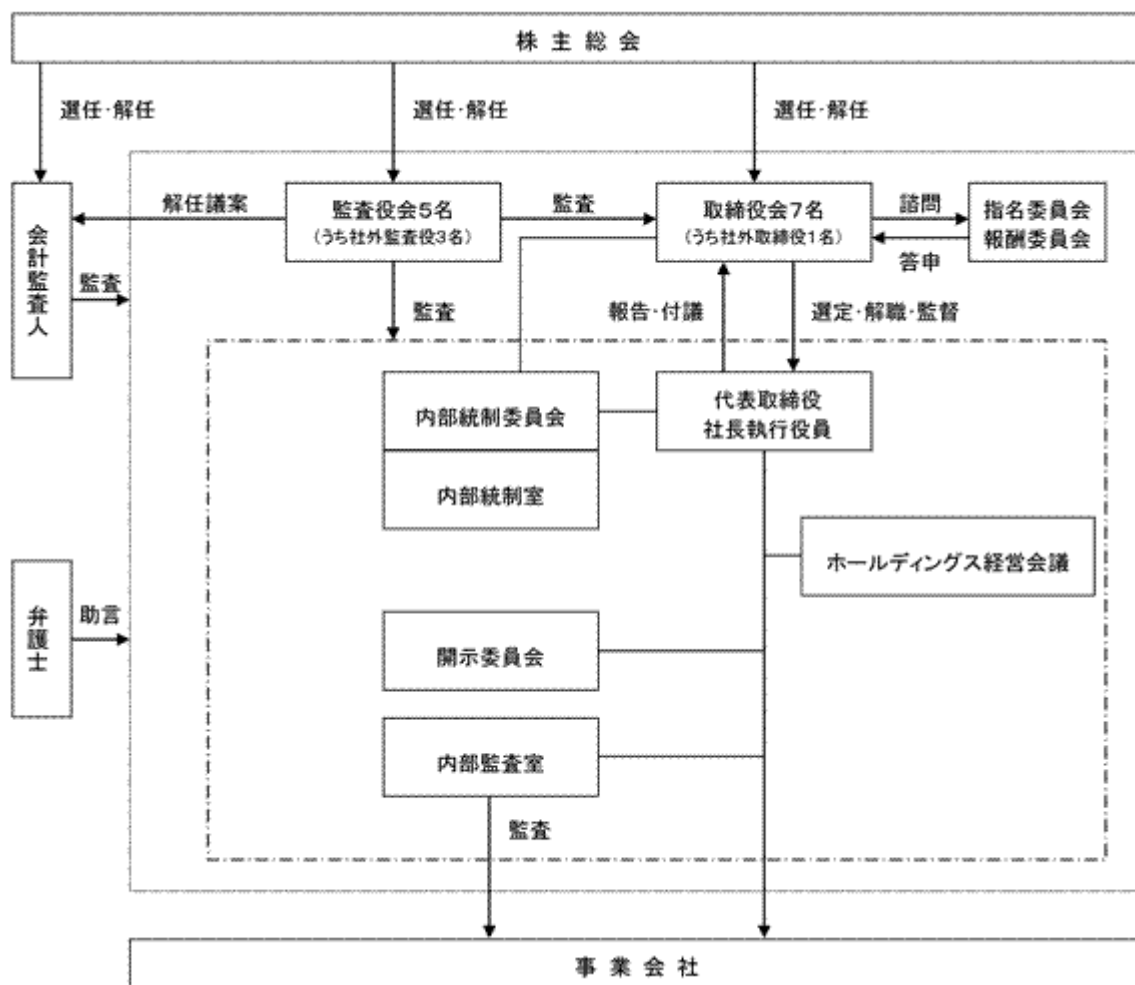 株主総会
選任・解任
選任・解任
選任・解任
解任議案
監査役会5名
(うち社外監査役3名)
監査
取締役会7名
(うち社外取締役1名)
諮問
答申
指名委員会
報酬委員会
会計監査人
監査
監査
報告・付議
選定・解職・監督
内部統制委員会
内部統制室
代表取締役
社長執行役員
ホールディングス経営会議
弁護士
助言
開示委員会
内部監査室
監査
事業会社